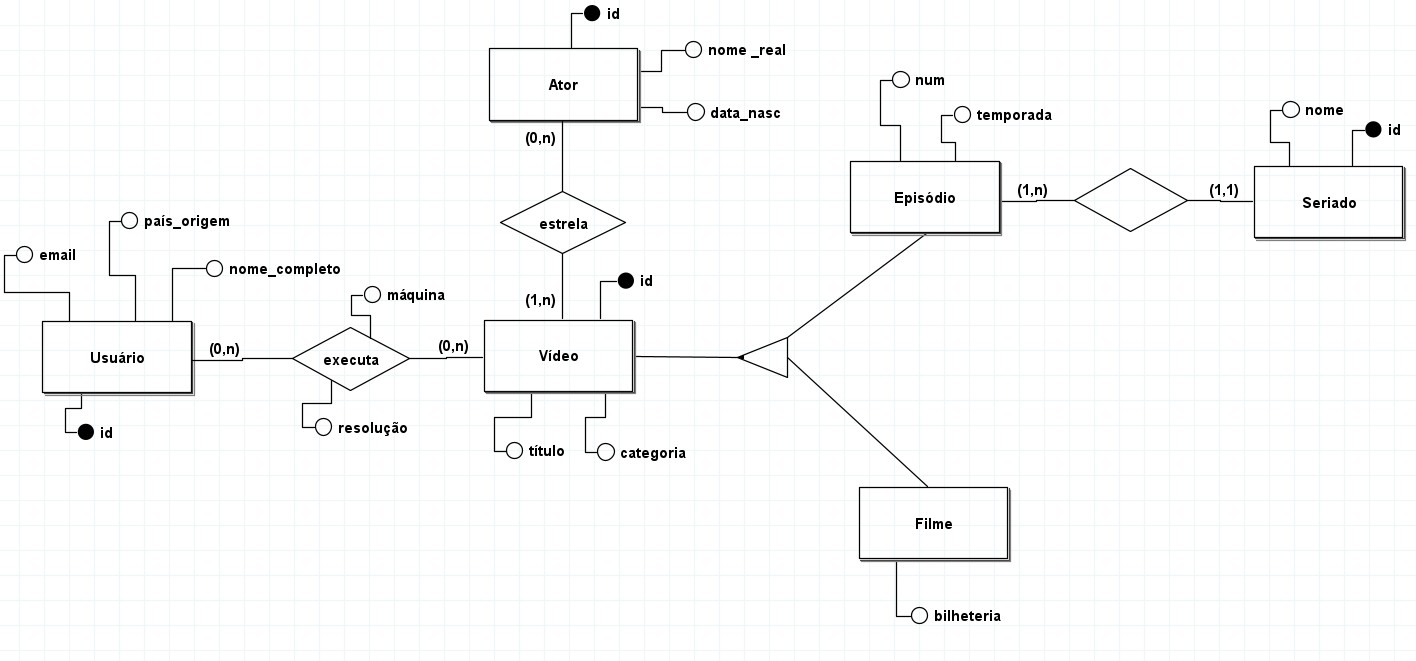 id
nome _real
Ator
data_nasc
(0,n)
num
temporada
nome
id
Episódio
(1,n)
(1,1)
Seriado
estrela
país_origem
email
nome_completo
id
máquina
(1,n)
Usuário
(0,n)
executa
(0,n)
Vídeo
id
resolução
título
categoria
Filme
bilheteria